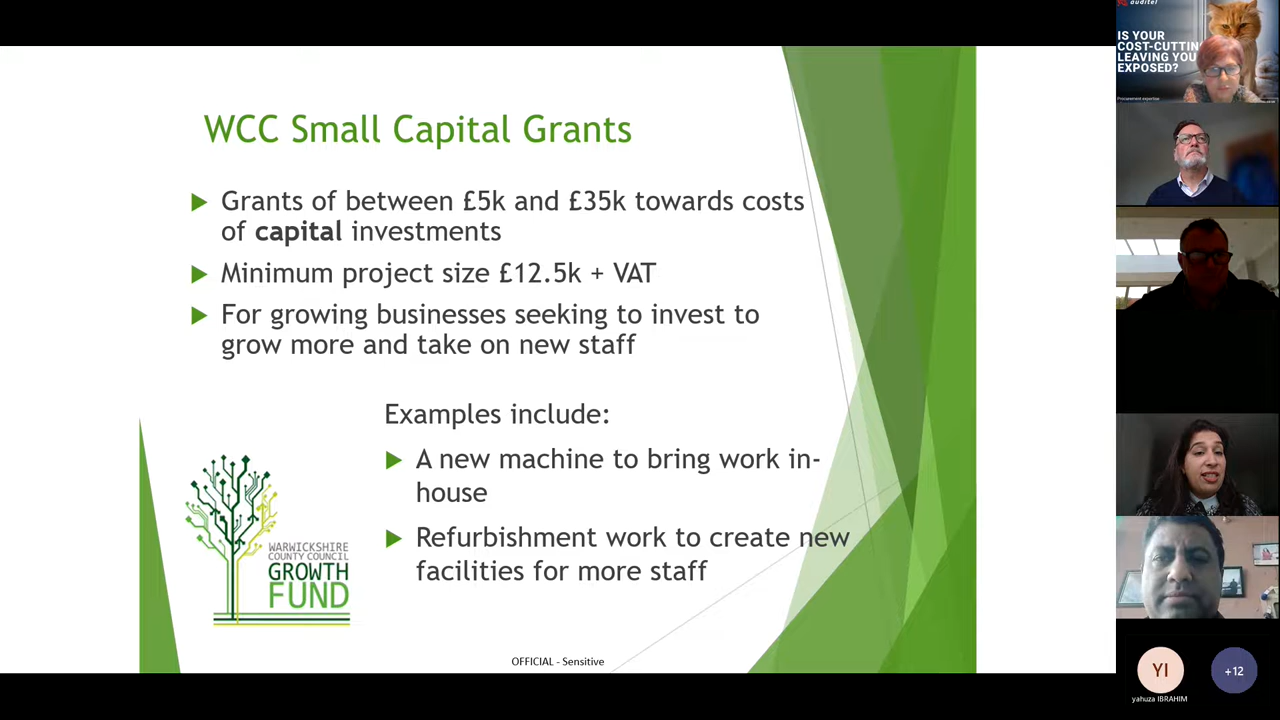 WCC Small Capital Grants
Grants of between £5k and £35k towards costs
of capital investments
Minimum project size £12.5k + VAT
For growing businesses seeking to invest to
grow more and take on new staff
Examples include:
A new machine to bring work in-
house
Refurbishment work to create new
facilities for more staff
WARWICKSHIRE
COUNTY COUNCIL
GROWTH
FUND
OFFICIAL - Sensitive
auditel
IS YOUR
COST-CUTTIN
LEAVING YOU
EXPOSED?
Procurement expertise
YI
yahuza IBRAHIM
+12